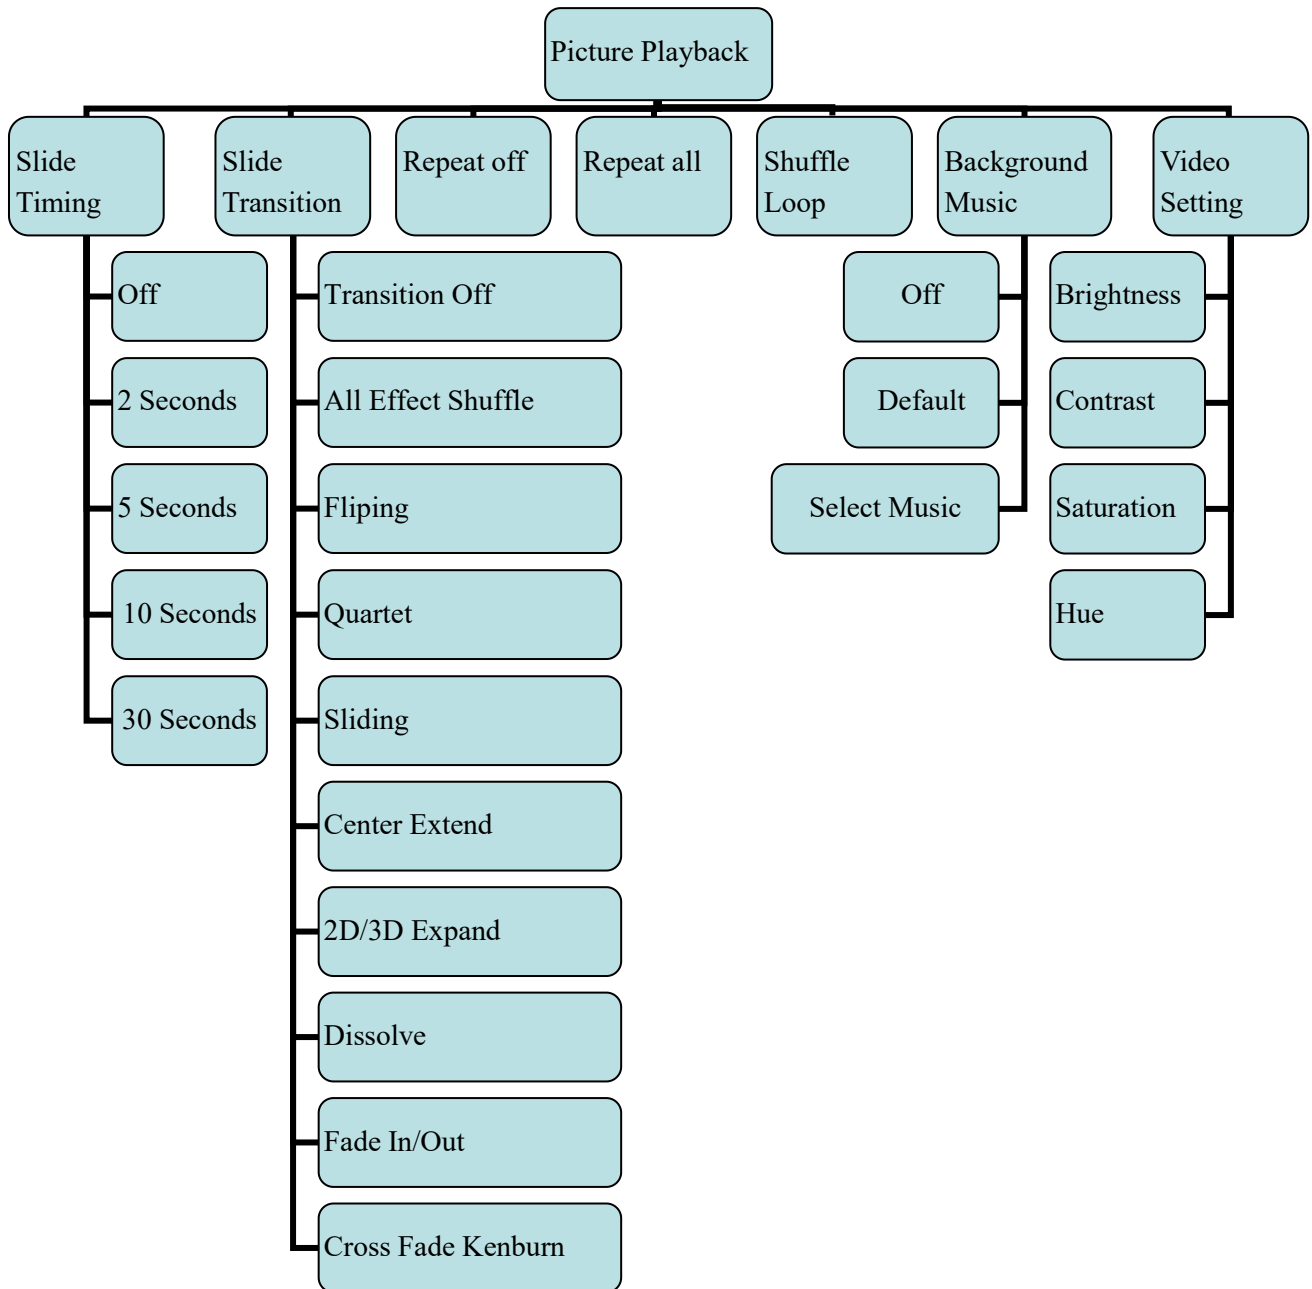 Picture Playback
Slide
Timing
Slide
Transition
Repeat off
Repeat all
Shuffle
Loop
Background
Music
Video
Setting
Off
2 Seconds
5 Seconds
10 Seconds
30 Seconds
Transition Off
All Effect Shuffle
Fliping
Quartet
Sliding
Center Extend
2D/3D Expand
Dissolve
Fade In/Out
Cross Fade Kenburn
Off
Default
Select Music
Brightness
Contrast
Saturation
Hue